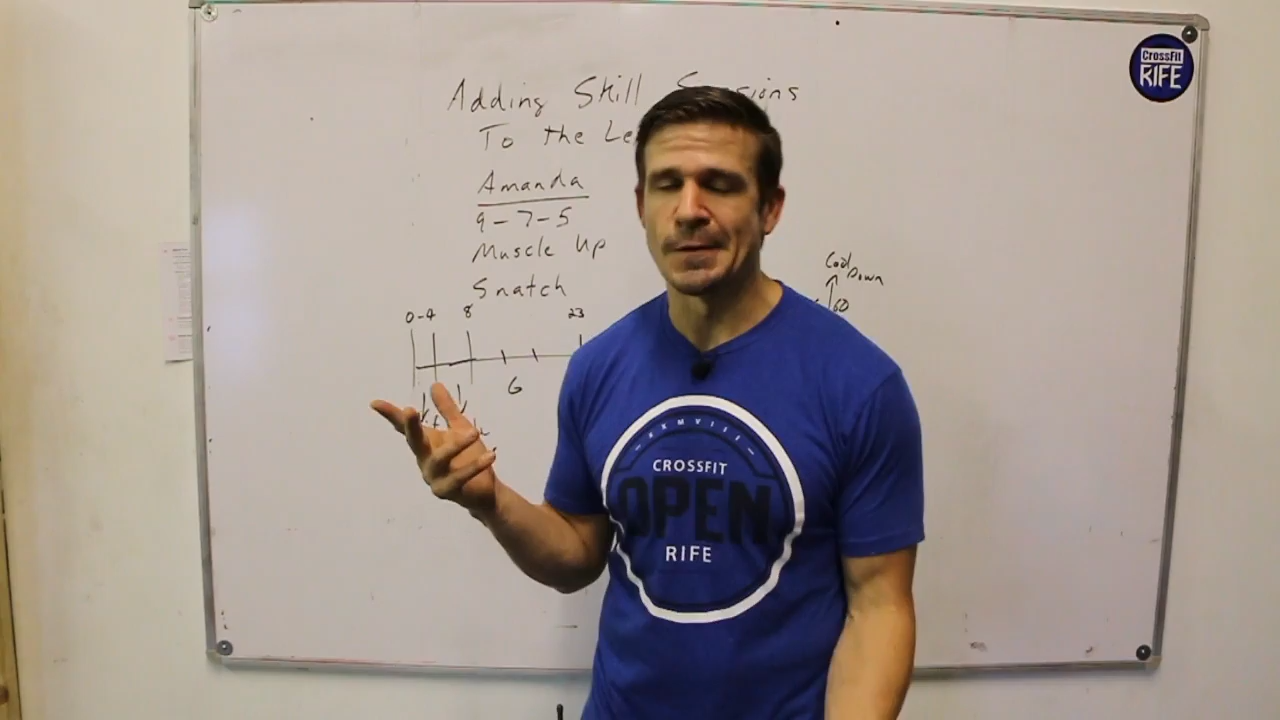 Adding Skill
To the
Amanda
9-7-5
Muscle Up
Snatch
0-4 8 23
6
Cool Down
60
CrossFit
RIFE
XXMVIII
CROSSFIT
OPEN
RIFE